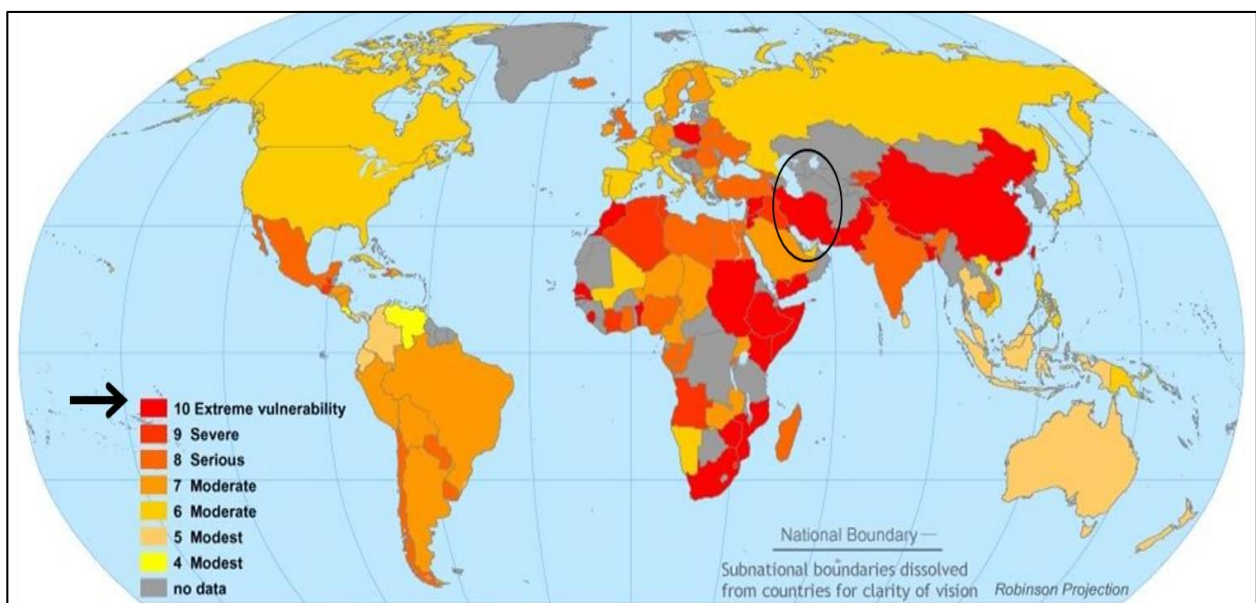 10 Extreme vulnerability
9 Severe
8 Serious
7 Moderate
6 Moderate
5 Modest
4 Modest
no data
National Boundary
Subnational boundaries dissolved
from countries for clarity of vision
Robinson Projection